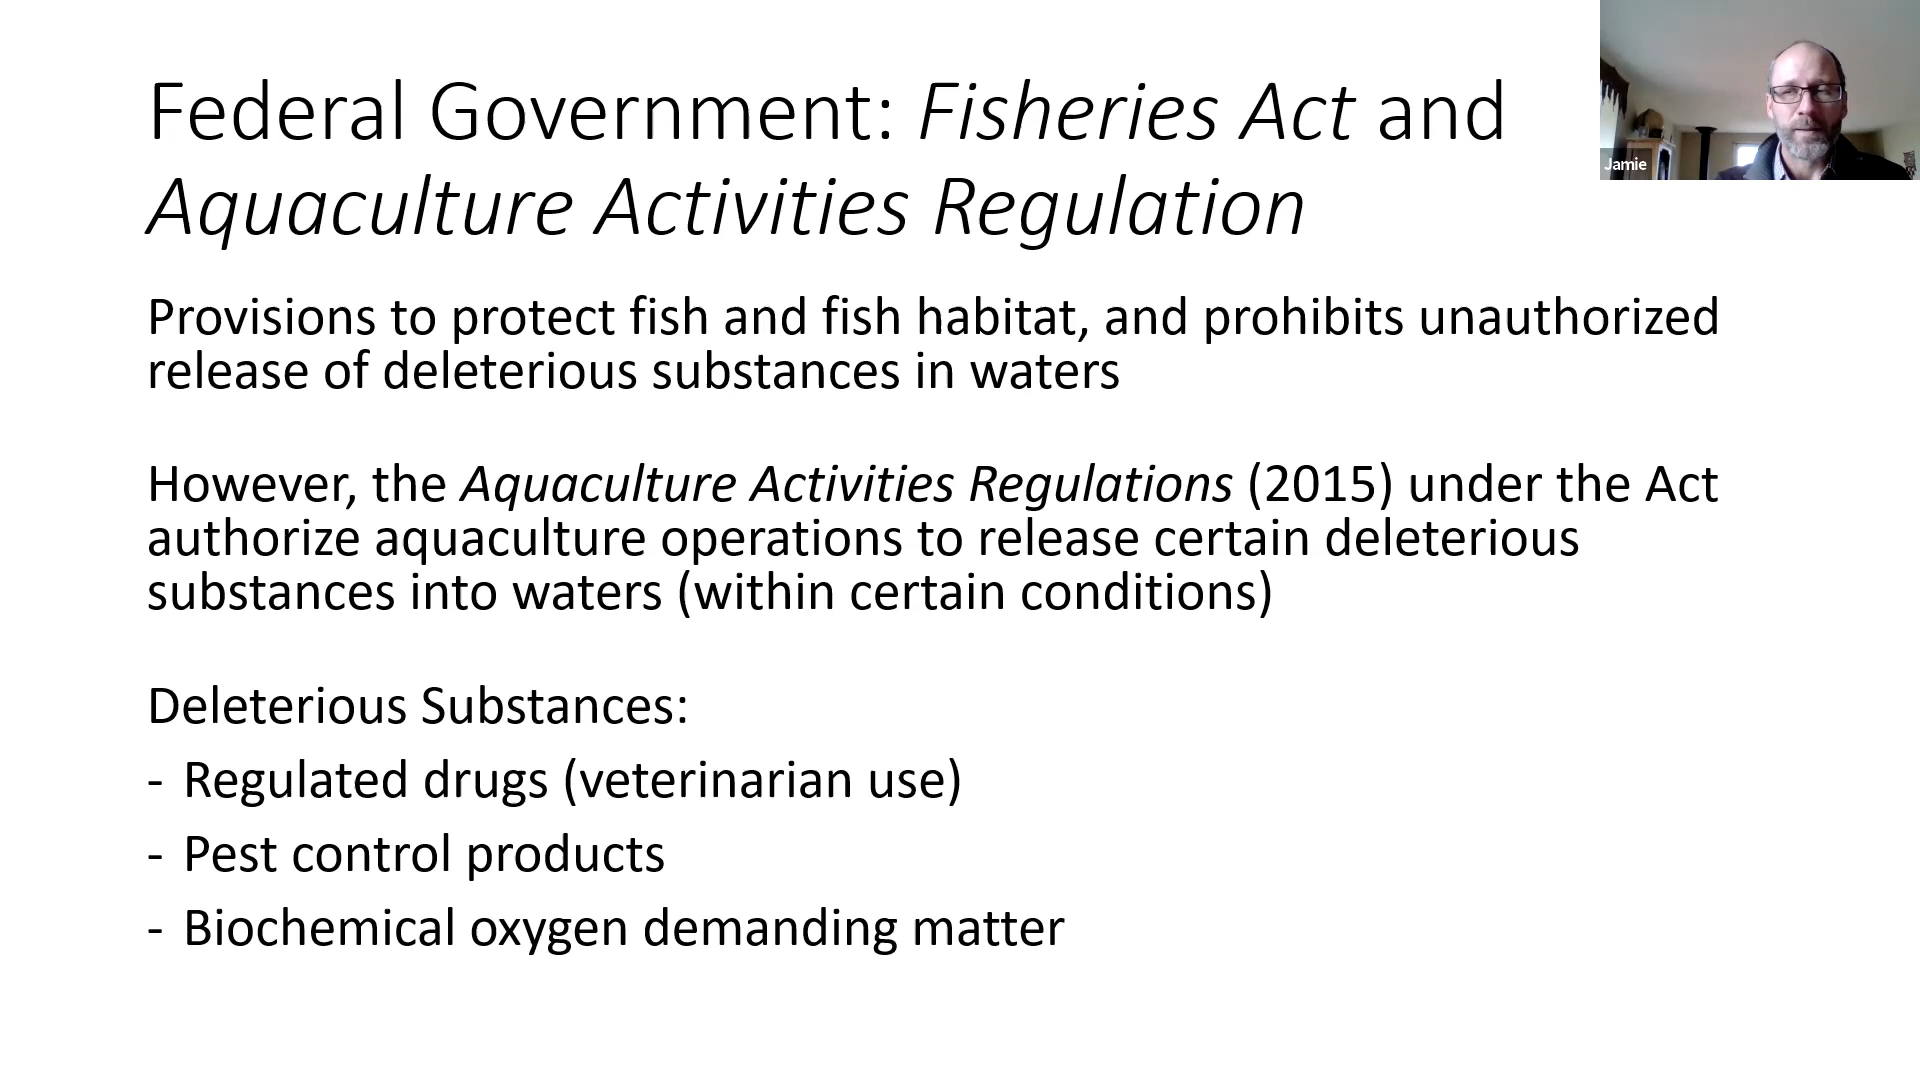 Federal Government: Fisheries Act and
Aquaculture Activities Regulation
Jamie
Provisions to protect fish and fish habitat, and prohibits unauthorized
release of deleterious substances in waters
However, the Aquaculture Activities Regulations (2015) under the Act
authorize aquaculture operations to release certain deleterious
substances into waters (within certain conditions)
Deleterious Substances:
- Regulated drugs (veterinarian use)
- Pest control products
- Biochemical oxygen demanding matter